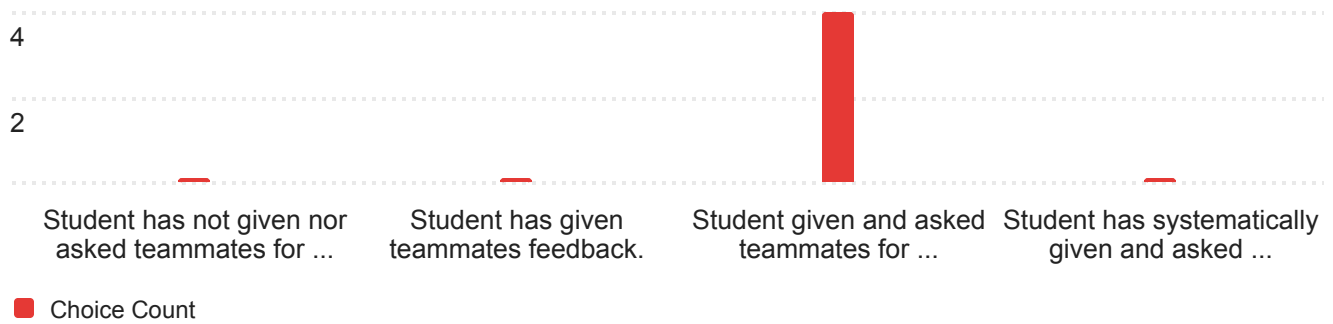 4
2
Student has not given nor
asked teammates for ...
Student has given
teammates feedback.
Student given and asked
teammates for ...
Student has systematically
given and asked ...
Choice Count